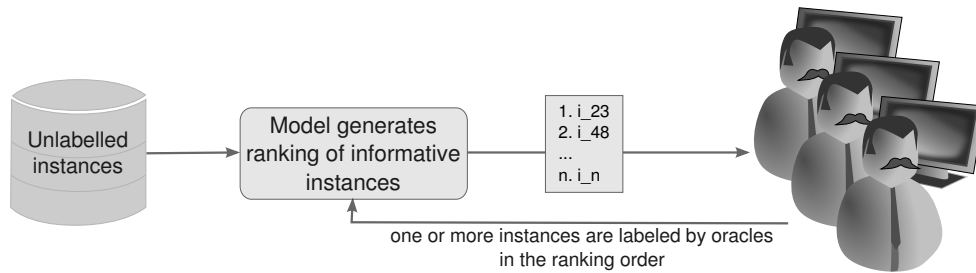 Unlabelled
instances
Model generates
ranking of informative
instances
1. i_23
2. i_48
...
n. i_n
one or more instances are labeled by oracles
in the ranking order